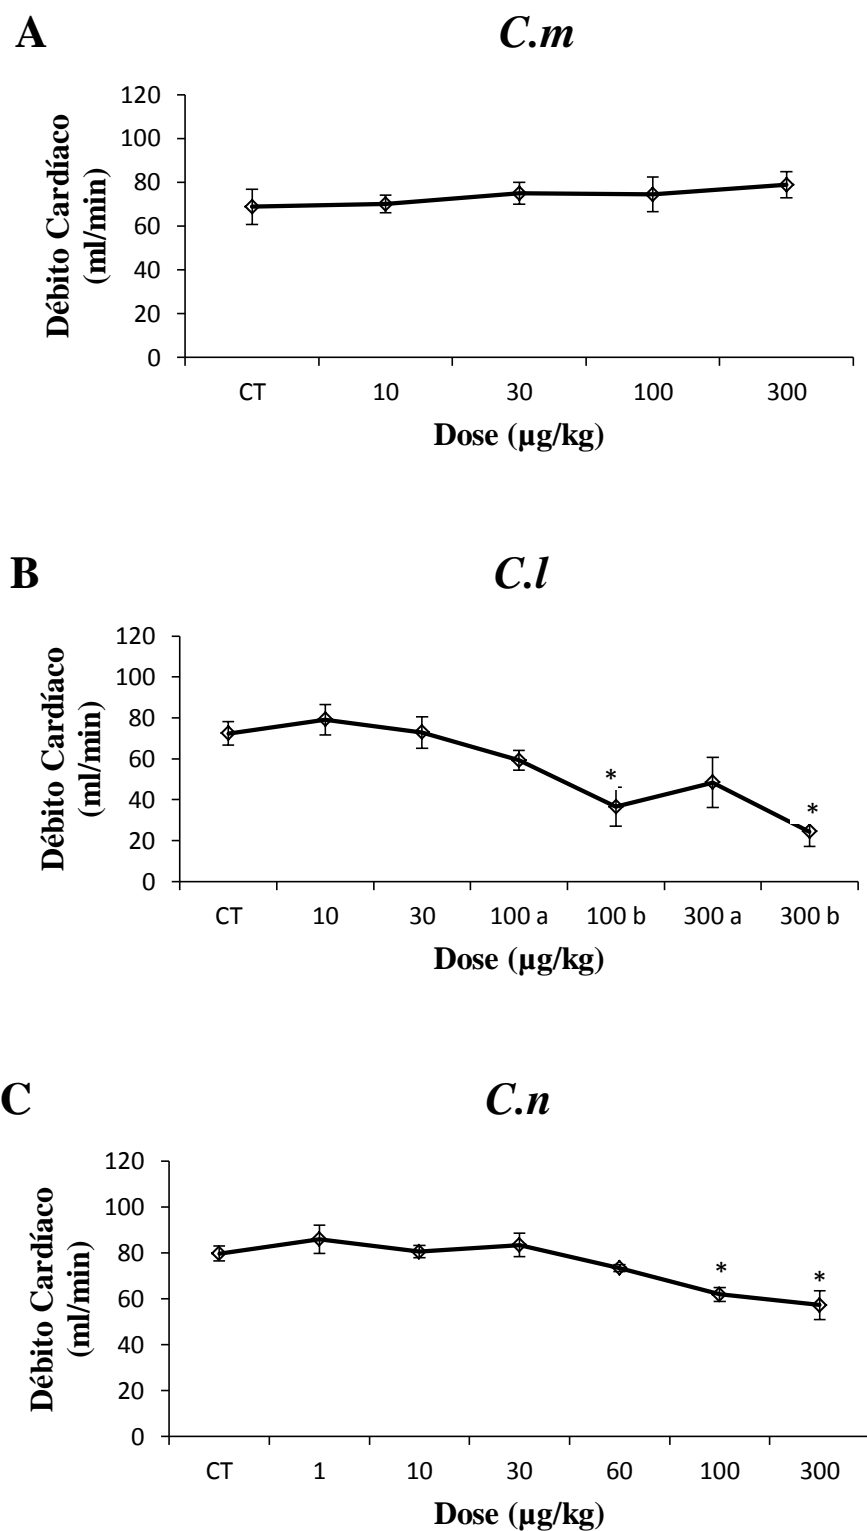 A
C.m
Débito Cardíaco
(ml/min)
120
100
80
60
40
20
0
CT 10 30 100 300
Dose (µg/kg)
B
C.l
Débito Cardíaco
(ml/min)
120
100
80
60
40
20
0
*
*
CT 10 30 100 a 100 b 300 a 300 b
Dose (µg/kg)
C
C.n
Débito Cardíaco
(ml/min)
120
100
80
60
40
20
0
*
*
CT 1 10 30 60 100 300
Dose (µg/kg)